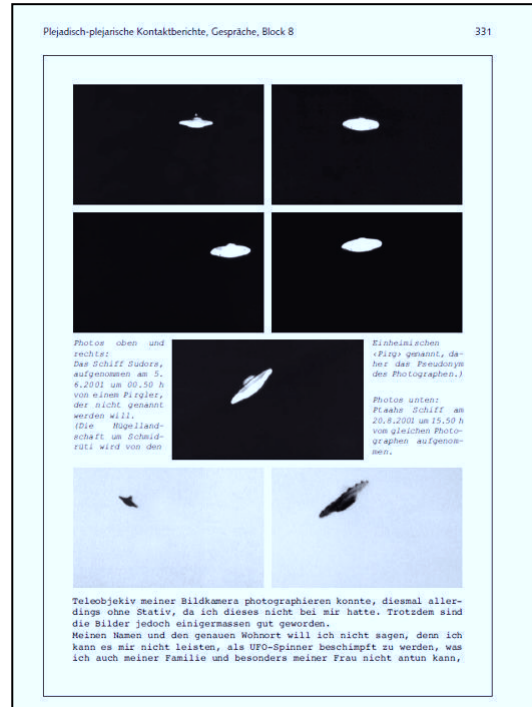 Plejadisch-plejarische Kontaktberichte, Gespräche, Block 8
331
Photos oben und
rechts:
Das Schiff Sudors,
aufgenommen am 5.
6.2001 um 00.50 h
von einem Pirgler,
der nicht genannt
werden will.
(Die Hügelland-
schaft um Schmid-
rüti wird von den
Einheimischen
‹Pirg› genannt, da-
her das Pseudonym
des Photographen.)
Photos unten:
Ptaahs Schiff am
20.8.2001 um 15.50 h
vom gleichen Photo-
graphen aufgenom-
men.
Teleobjekiv meiner Bildkamera photographieren konnte, diesmal aller-
dings ohne Stativ, da ich dieses nicht bei mir hatte. Trotzdem sind
die Bilder jedoch einigermassen gut geworden.
Meinen Namen und den genauen Wohnort will ich nicht sagen, denn ich
kann es mir nicht leisten, als UFO-Spinner beschimpft zu werden, was
ich auch meiner Familie und besonders meiner Frau nicht antun kann,